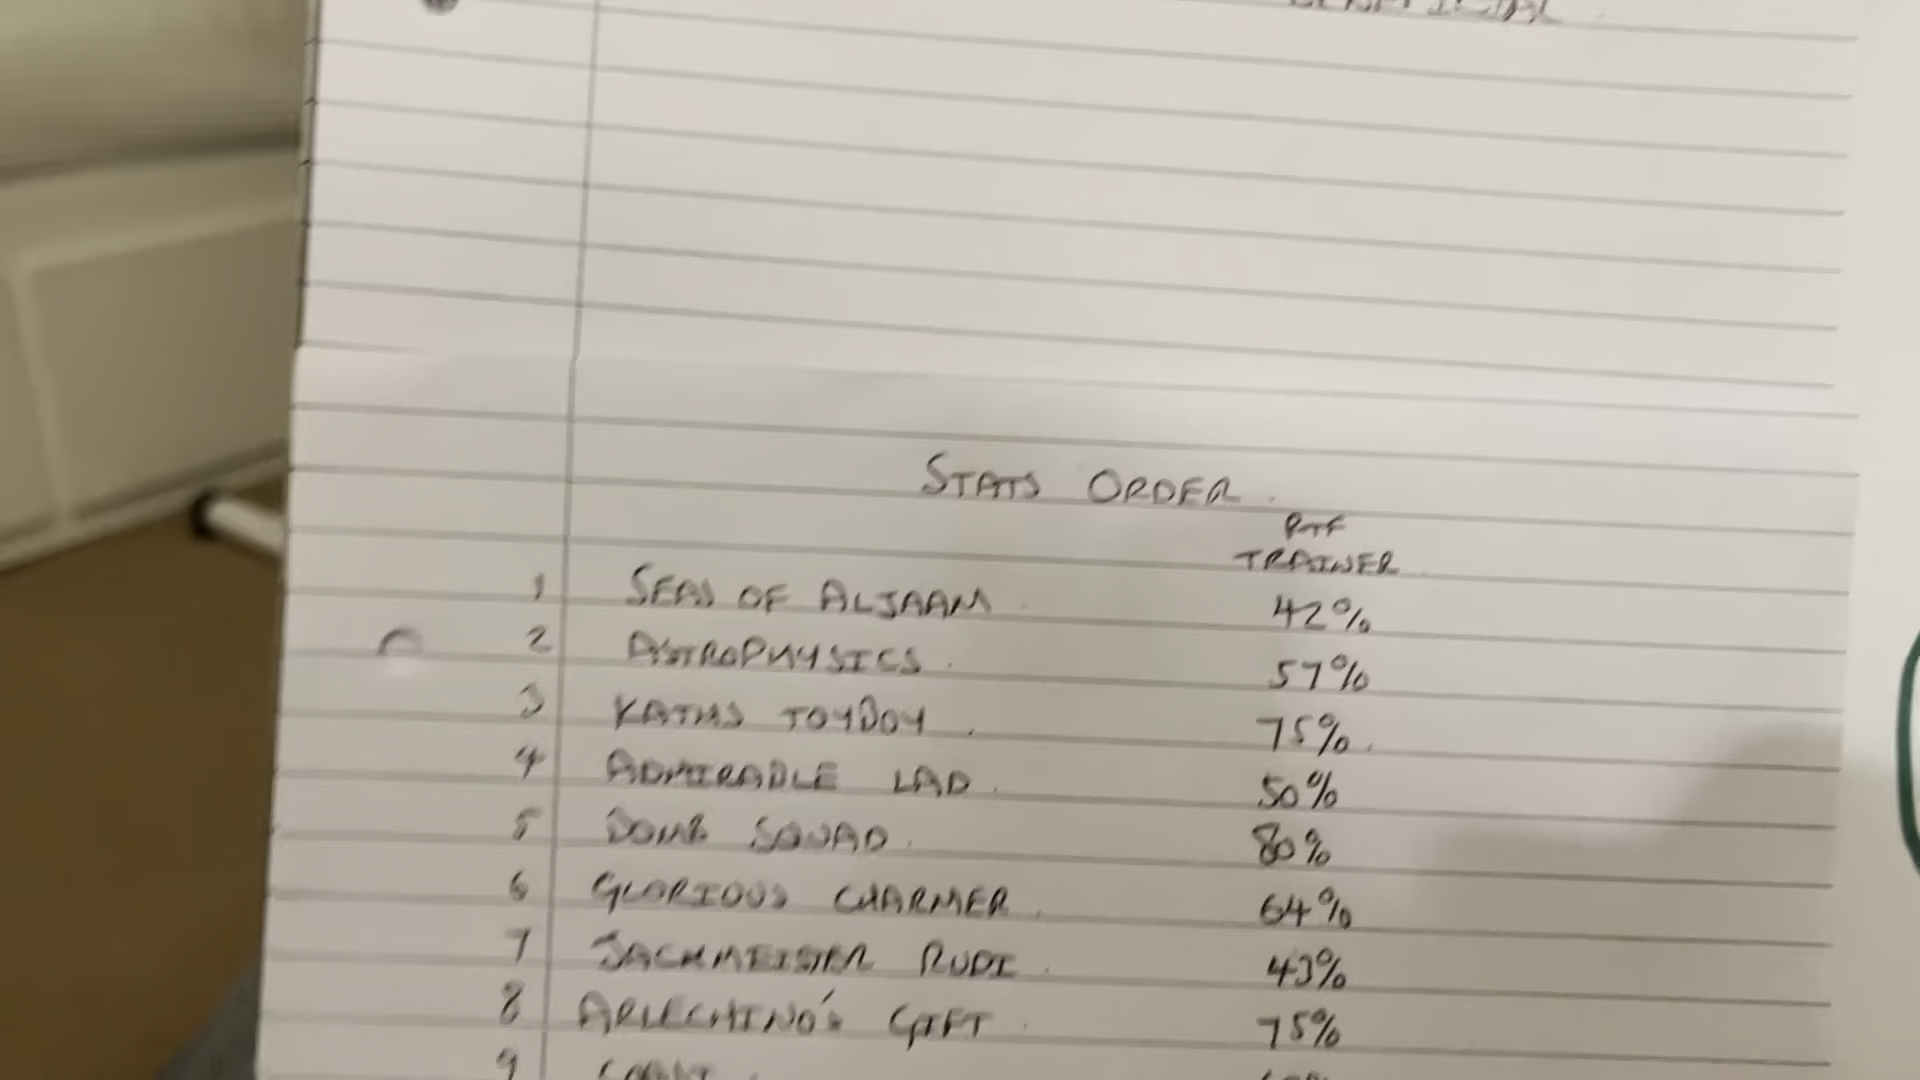 STATS ORDER
RTF
TRAINER
1 SEAS OF ALJAAM 42%
2 ASTROPHYSICS 57%
3 KATHS TOYBOY 75%
4 ADMIRABLE LAD 50%
5 BOMB SQUAD 80%
6 GLORIOUS CHARMER 64%
7 JACKMEISTER RUDI 43%
8 ARLECCHINO'S GIFT 75%
9